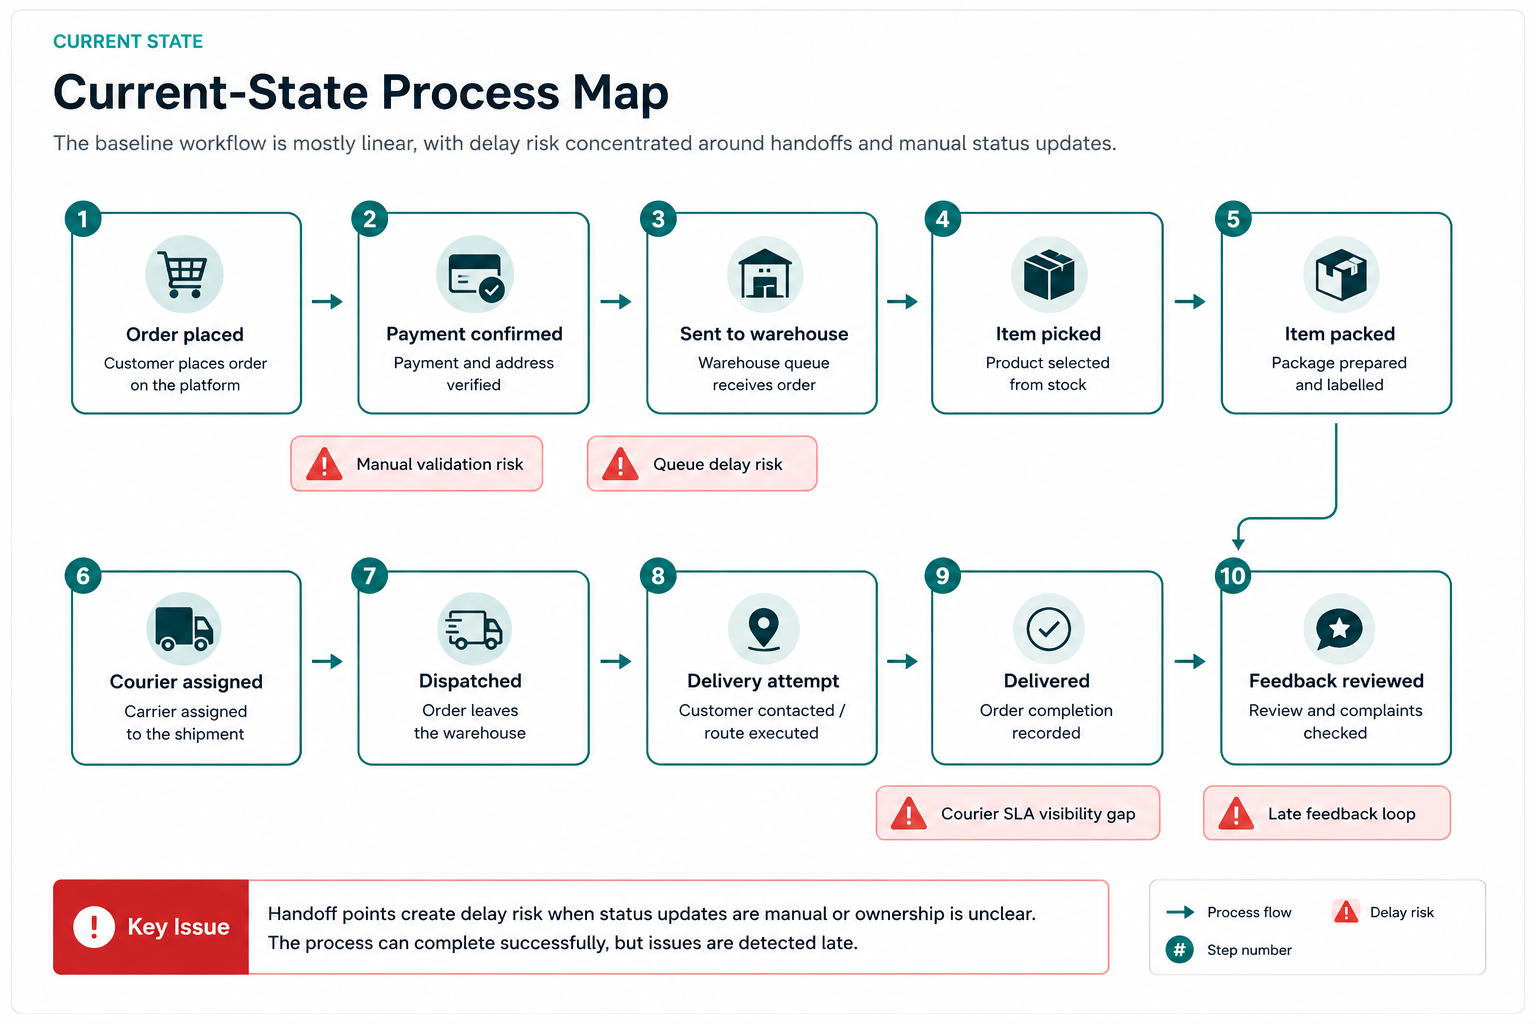 CURRENT STATE
Current-State Process Map
The baseline workflow is mostly linear, with delay risk concentrated around handoffs and manual status updates.
1
Order placed
Customer places order
on the platform
2
Payment confirmed
Payment and address
verified
3
Sent to warehouse
Warehouse queue
receives order
4
Item picked
Product selected
from stock
5
Item packed
Package prepared
and labelled
Manual validation risk
Queue delay risk
6
Courier assigned
Carrier assigned
to the shipment
7
Dispatched
Order leaves
the warehouse
8
Delivery attempt
Customer contacted /
route executed
9
Delivered
Order completion
recorded
10
Feedback reviewed
Review and complaints
checked
Courier SLA visibility gap
Late feedback loop
Key Issue
Handoff points create delay risk when status updates are manual or ownership is unclear.
The process can complete successfully, but issues are detected late.
Process flow
Delay risk
#
Step number